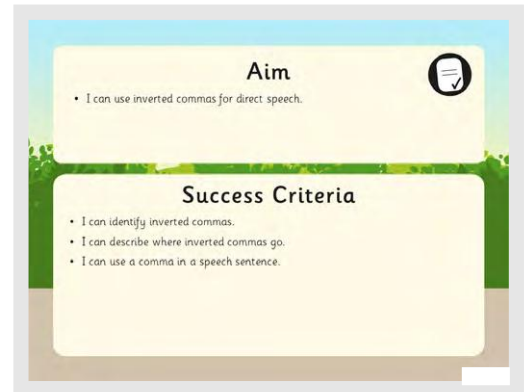 Aim
• I can use inverted commas for direct speech.
Success Criteria
• I can identify inverted commas.
• I can describe where inverted commas go.
• I can use a comma in a speech sentence.